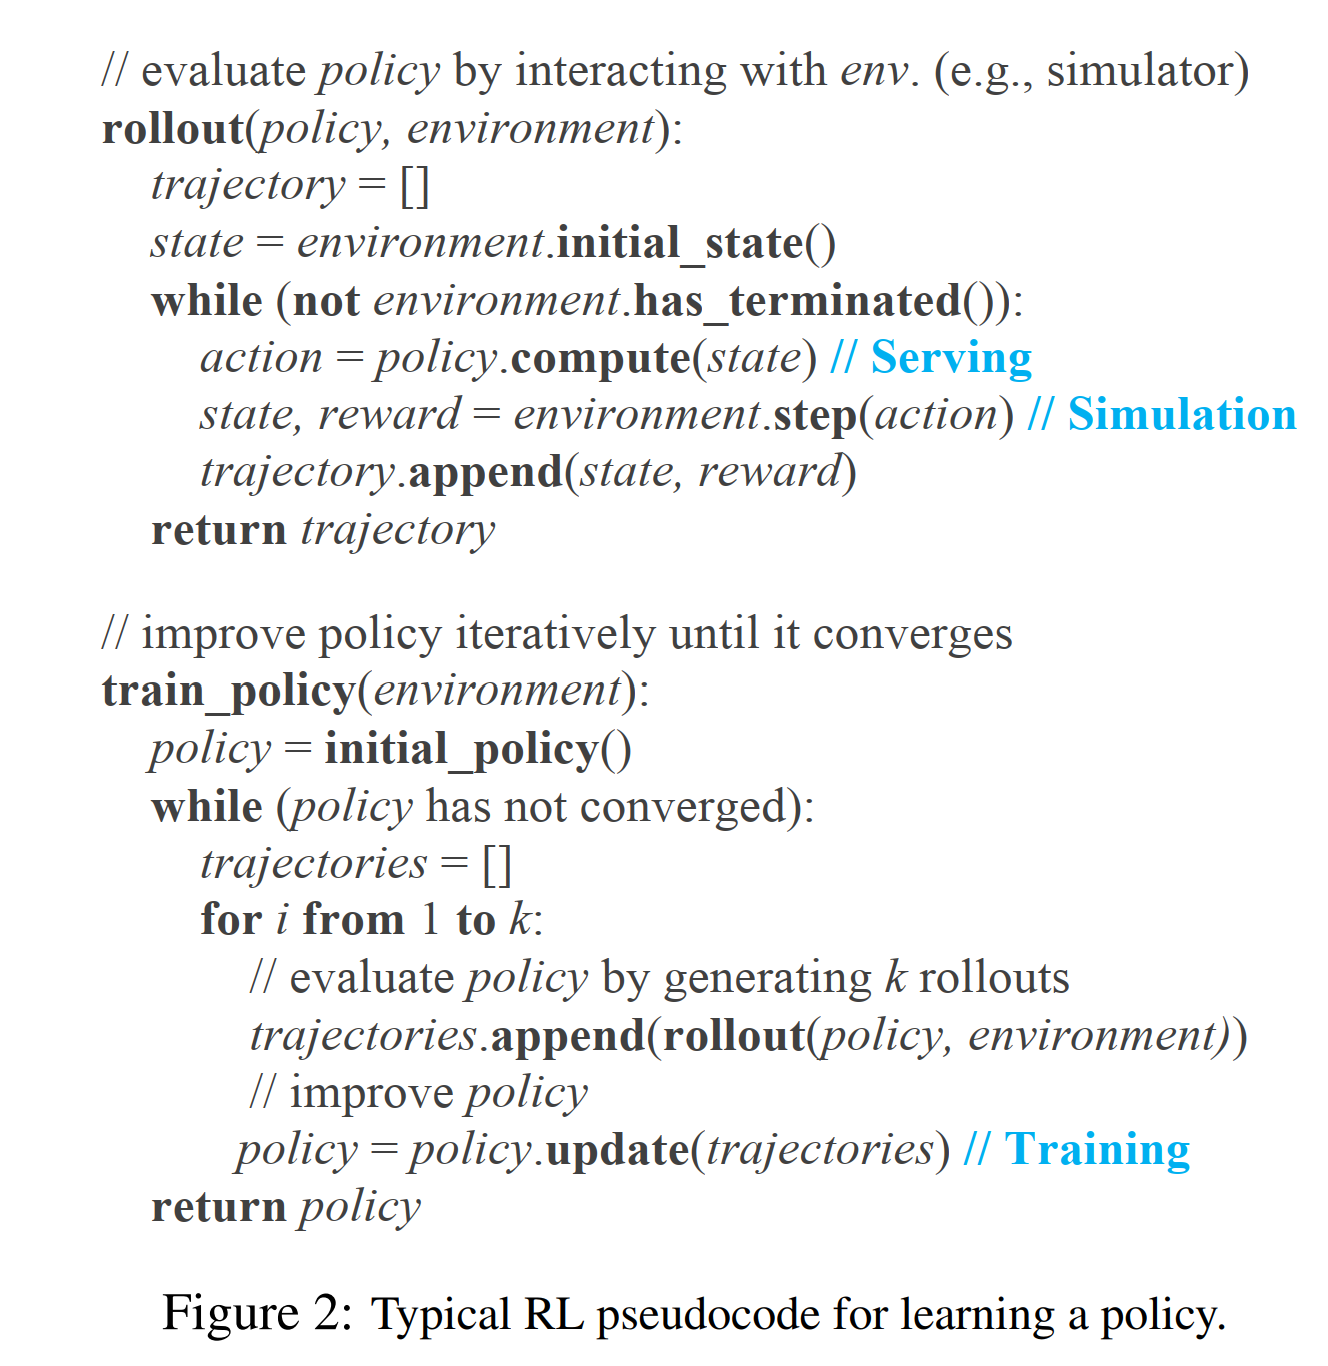 // evaluate policy by interacting with env. (e.g., simulator)
rollout(policy, environment):
trajectory = []
state = environment.initial_state()
while (not environment.has_terminated()):
action = policy.compute(state) // Serving
state, reward = environment.step(action) // Simulation
trajectory.append(state, reward)
return trajectory
// improve policy iteratively until it converges
train_policy(environment):
policy = initial_policy()
while (policy has not converged):
trajectories = []
for i from 1 to k:
// evaluate policy by generating k rollouts
trajectories.append(rollout(policy, environment))
// improve policy
policy = policy.update(trajectories) // Training
return policy
Figure 2: Typical RL pseudocode for learning a policy.